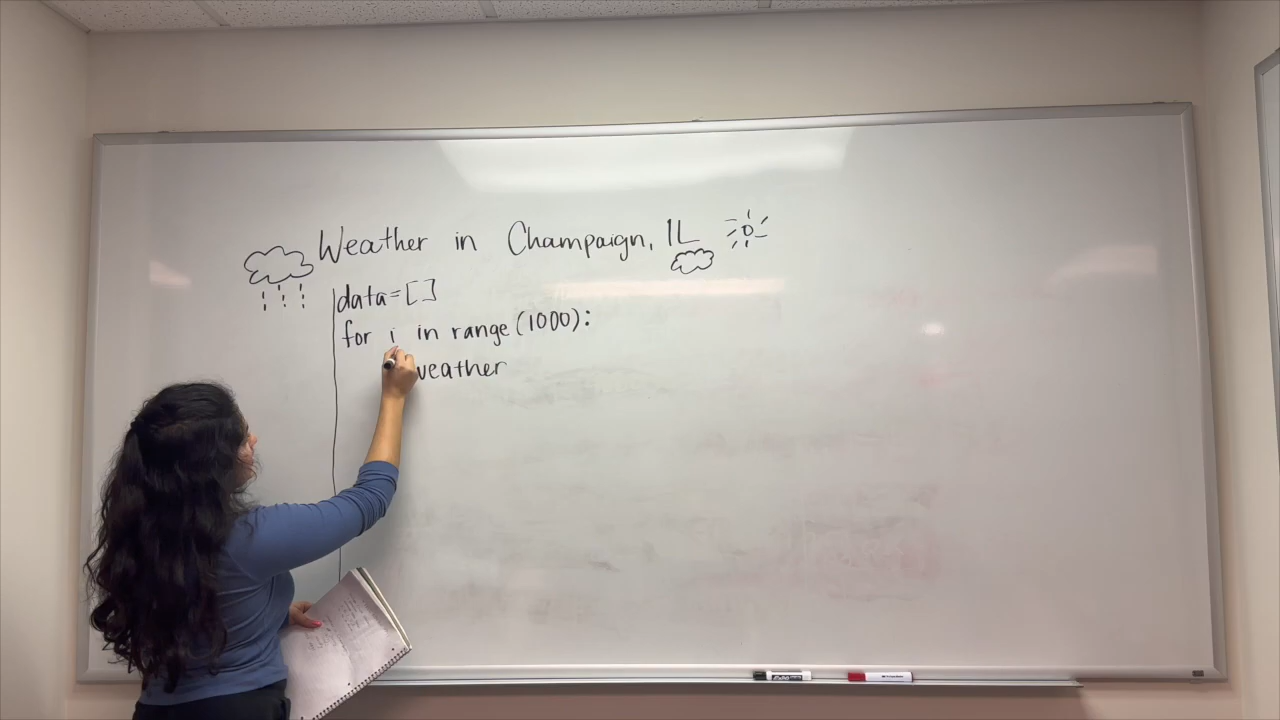 Weather in Champaign, IL
data=[]
for i in range(1000):
weather